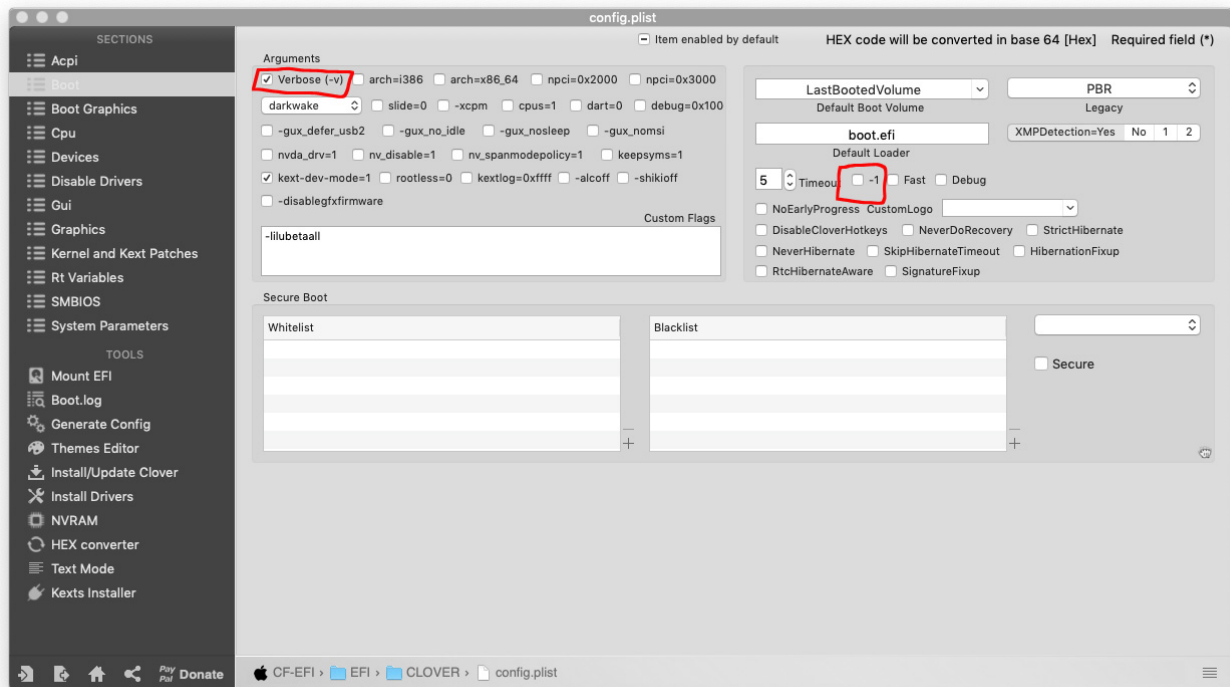 config.plist
SECTIONS
Acpi
Boot
Boot Graphics
Cpu
Devices
Disable Drivers
Gui
Graphics
Kernel and Kext Patches
Rt Variables
SMBIOS
System Parameters
TOOLS
Mount EFI
Boot.log
Generate Config
Themes Editor
Install/Update Clover
Install Drivers
NVRAM
HEX converter
Text Mode
Kexts Installer
Pay Pal Donate
Item enabled by default HEX code will be converted in base 64 [Hex] Required field (*)
Arguments
Verbose (-v) arch=i386 arch=x86_64 npci=0x2000 npci=0x3000
darkwake slide=0 -xcpm cpus=1 dart=0 debug=0x100
-gux_defer_usb2 -gux_no_idle -gux_nosleep -gux_nomsi
nvda_drv=1 nv_disable=1 nv_spanmodepolicy=1 keepsyms=1
kext-dev-mode=1 rootless=0 kextlog=0xffff -alcoff -shikioff
-disablegfxfirmware
Custom Flags
-lilubetaall
LastBootedVolume PBR
Default Boot Volume Legacy
boot.efi XMPDetection=Yes No 1 2
Default Loader
5 Timeout -1 Fast Debug
NoEarlyProgress CustomLogo
DisableCloverHotkeys NeverDoRecovery StrictHibernate
NeverHibernate SkipHibernateTimeout HibernationFixup
RtcHibernateAware SignatureFixup
Secure Boot
Whitelist Blacklist
Secure
CF-EFI › EFI › CLOVER › config.plist